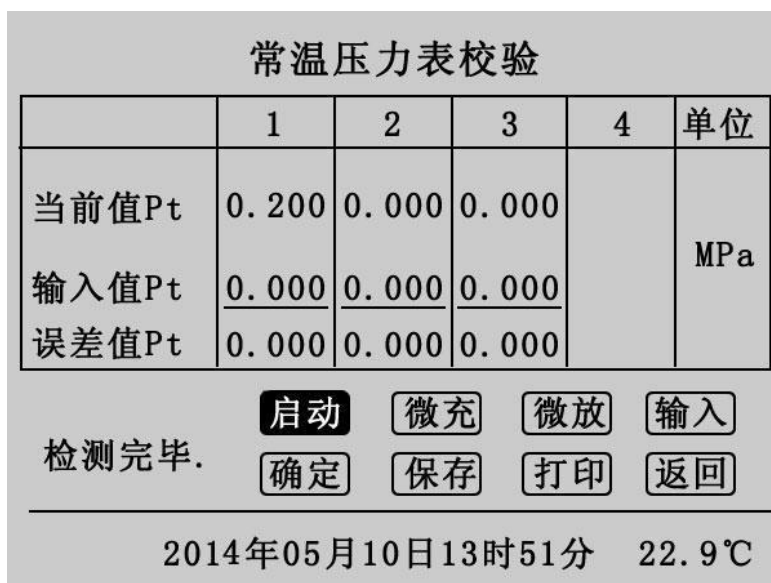 常温压力表校验
1 2 3 4 单位
当前值Pt 0.200 0.000 0.000
MPa
输入值Pt 0.000 0.000 0.000
误差值Pt 0.000 0.000 0.000
启动 微充 微放 输入
检测完毕.
确定 保存 打印 返回
2014年05月10日13时51分 22.9℃